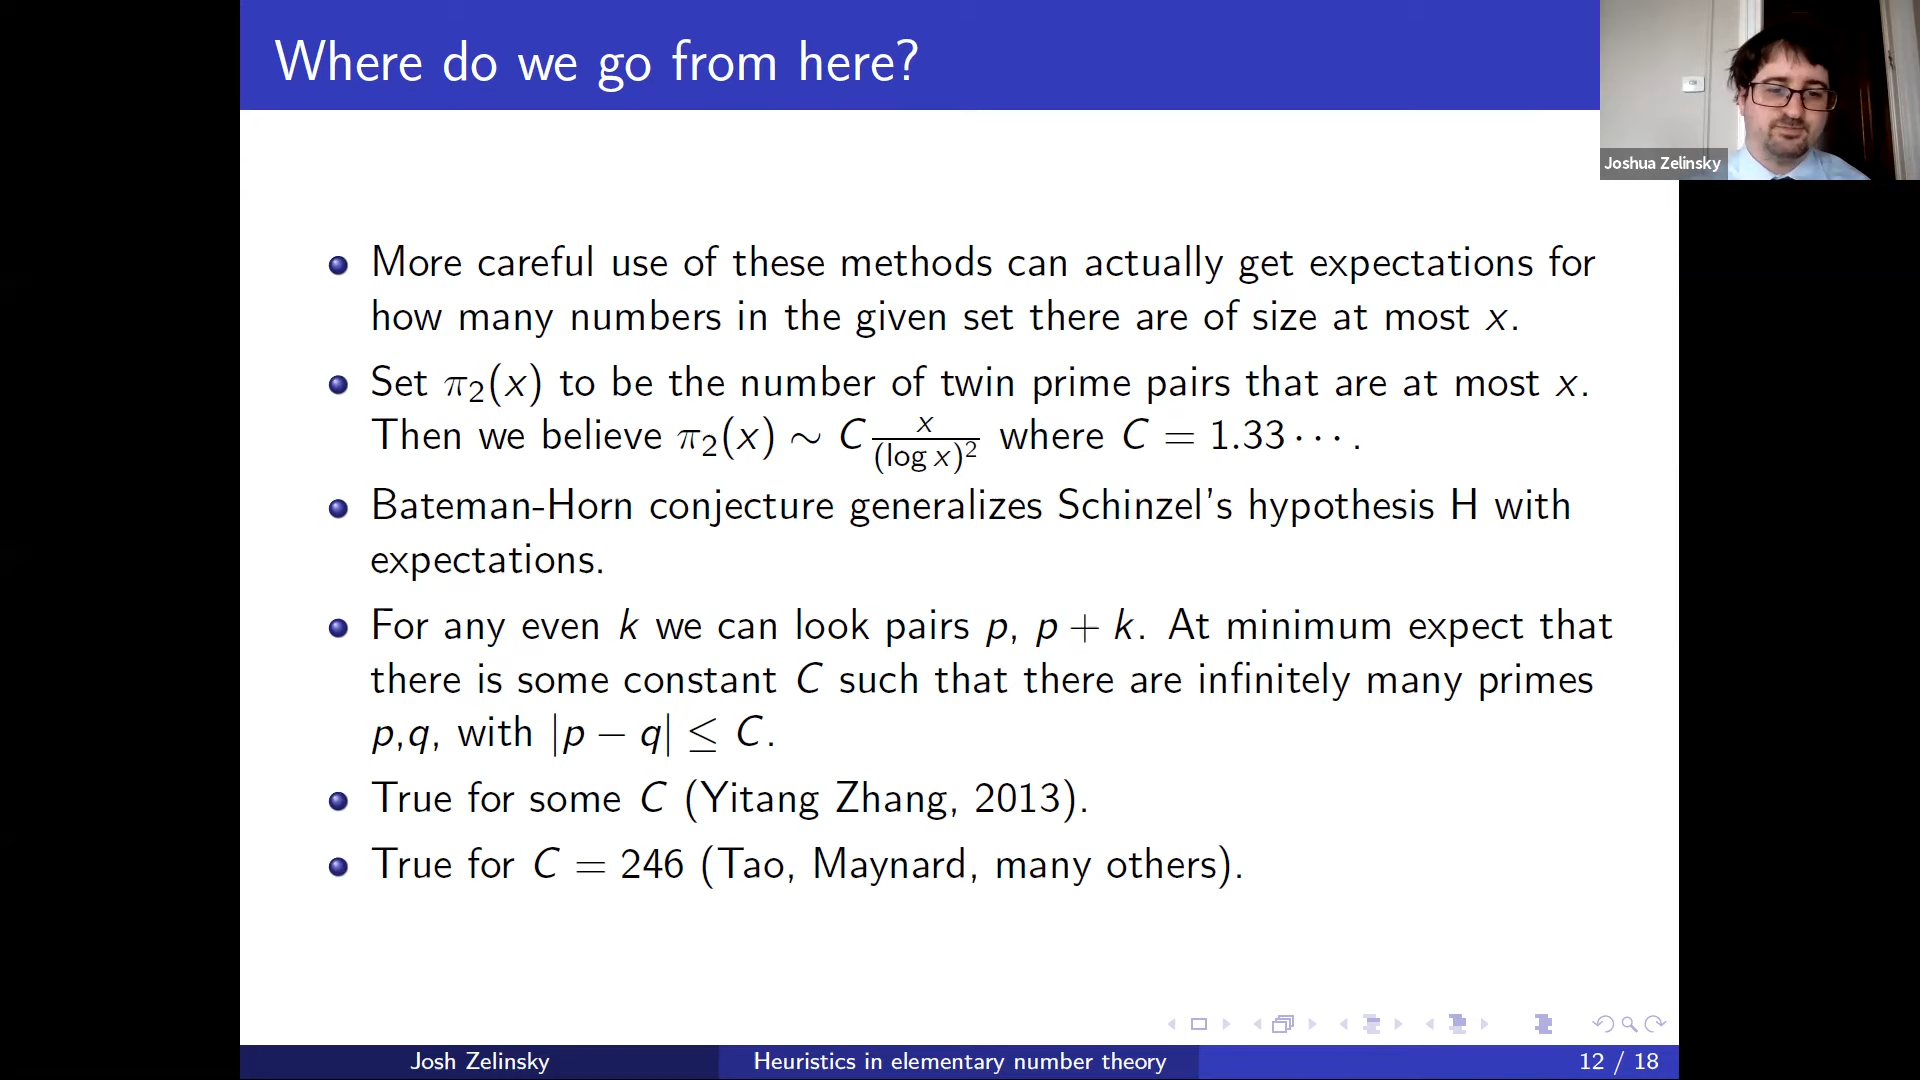 Where do we go from here?
Joshua Zelinsky
More careful use of these methods can actually get expectations for
how many numbers in the given set there are of size at most x.
Set π₂(x) to be the number of twin prime pairs that are at most x.
Then we believe π₂(x) ∼ C x/(log x)² where C = 1.33⋯.
Bateman-Horn conjecture generalizes Schinzel's hypothesis H with
expectations.
For any even k we can look pairs p, p + k. At minimum expect that
there is some constant C such that there are infinitely many primes
p,q, with |p − q| ≤ C.
True for some C (Yitang Zhang, 2013).
True for C = 246 (Tao, Maynard, many others).
Josh Zelinsky
Heuristics in elementary number theory
12 / 18